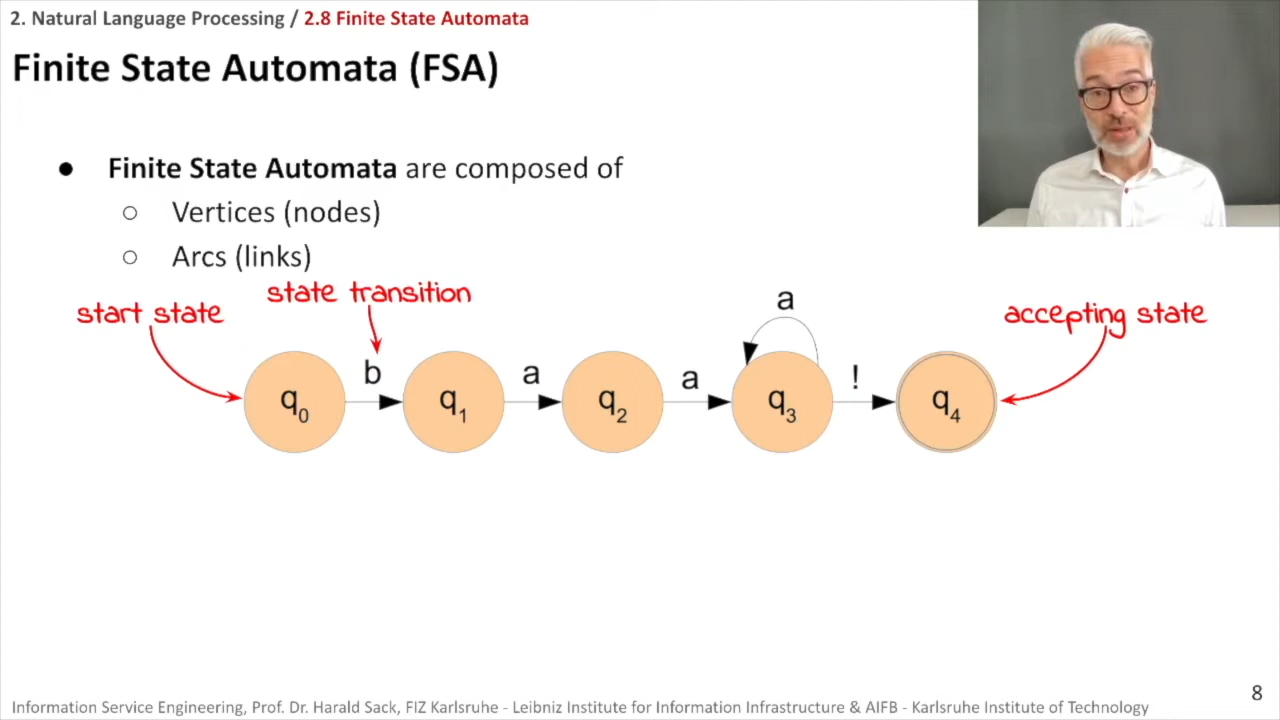 2. Natural Language Processing / 2.8 Finite State Automata
Finite State Automata (FSA)
● Finite State Automata are composed of
○ Vertices (nodes)
○ Arcs (links)
start state
state transition
a
accepting state
b
a
a
!
q0
q1
q2
q3
q4
8
Information Service Engineering, Prof. Dr. Harald Sack, FIZ Karlsruhe - Leibniz Institute for Information Infrastructure & AIFB - Karlsruhe Institute of Technology